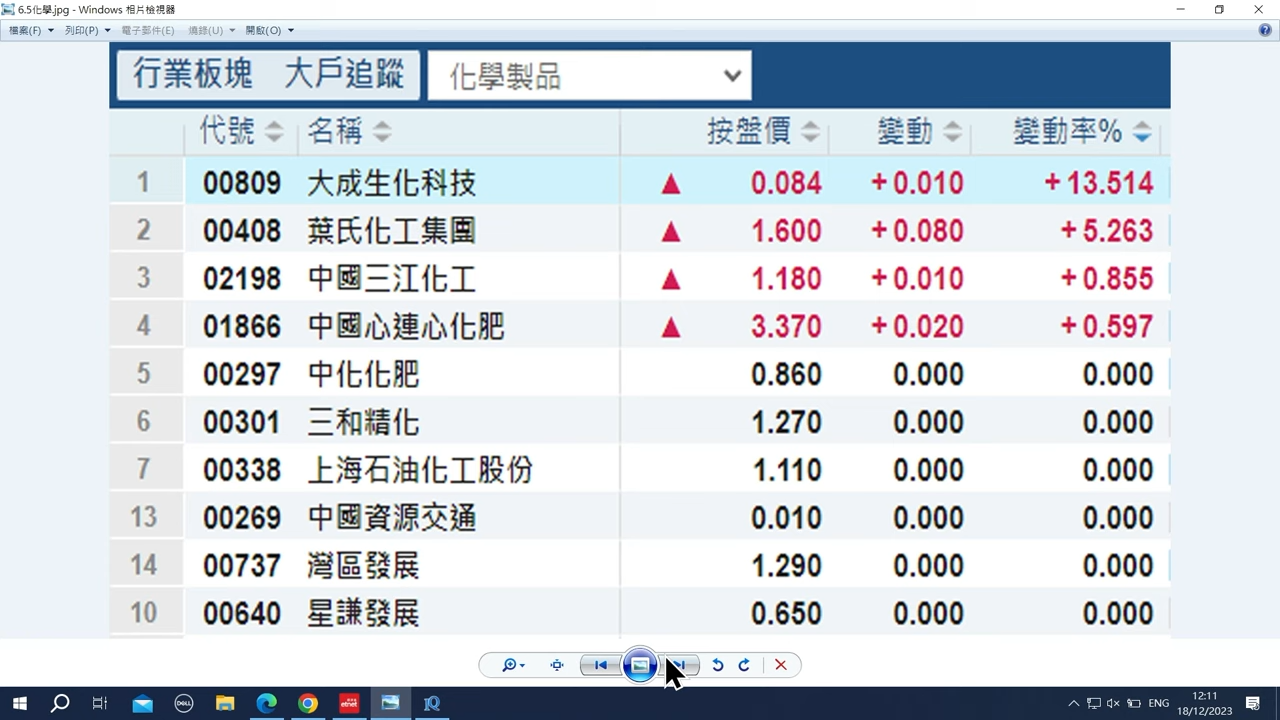 6.5化學.jpg - Windows 相片檢視器
檔案(F) 列印(P) 電子郵件(E) 燒錄(U) 開啟(O)
行業板塊 大戶追蹤 化學製品
代號 名稱 按盤價 變動 變動率%
1 00809 大成生化科技 ▲ 0.084 +0.010 +13.514
2 00408 葉氏化工集團 ▲ 1.600 +0.080 +5.263
3 02198 中國三江化工 ▲ 1.180 +0.010 +0.855
4 01866 中國心連心化肥 ▲ 3.370 +0.020 +0.597
5 00297 中化化肥 0.860 0.000 0.000
6 00301 三和精化 1.270 0.000 0.000
7 00338 上海石油化工股份 1.110 0.000 0.000
13 00269 中國資源交通 0.010 0.000 0.000
14 00737 灣區發展 1.290 0.000 0.000
10 00640 星謙發展 0.650 0.000 0.000
DELL etnet IQ ENG 12:11
18/12/2023